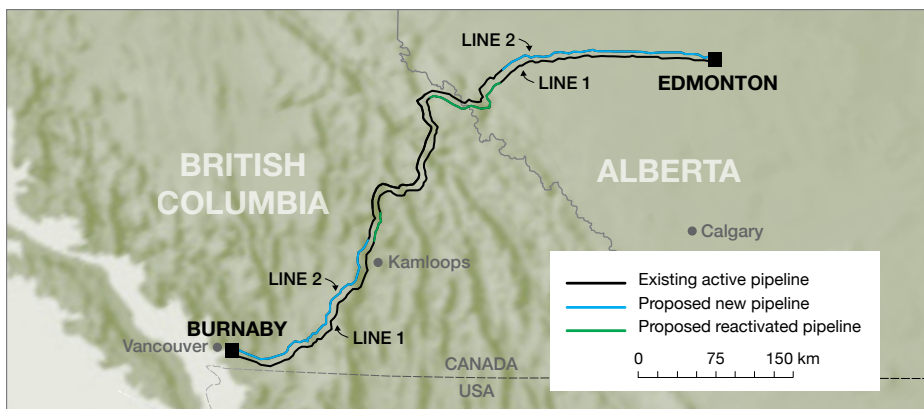 LINE 2
LINE 1
EDMONTON
BRITISH
COLUMBIA
ALBERTA
Calgary
Kamloops
LINE 2
BURNABY
Vancouver
LINE 1
CANADA
USA
Existing active pipeline
Proposed new pipeline
Proposed reactivated pipeline
0 75 150 km